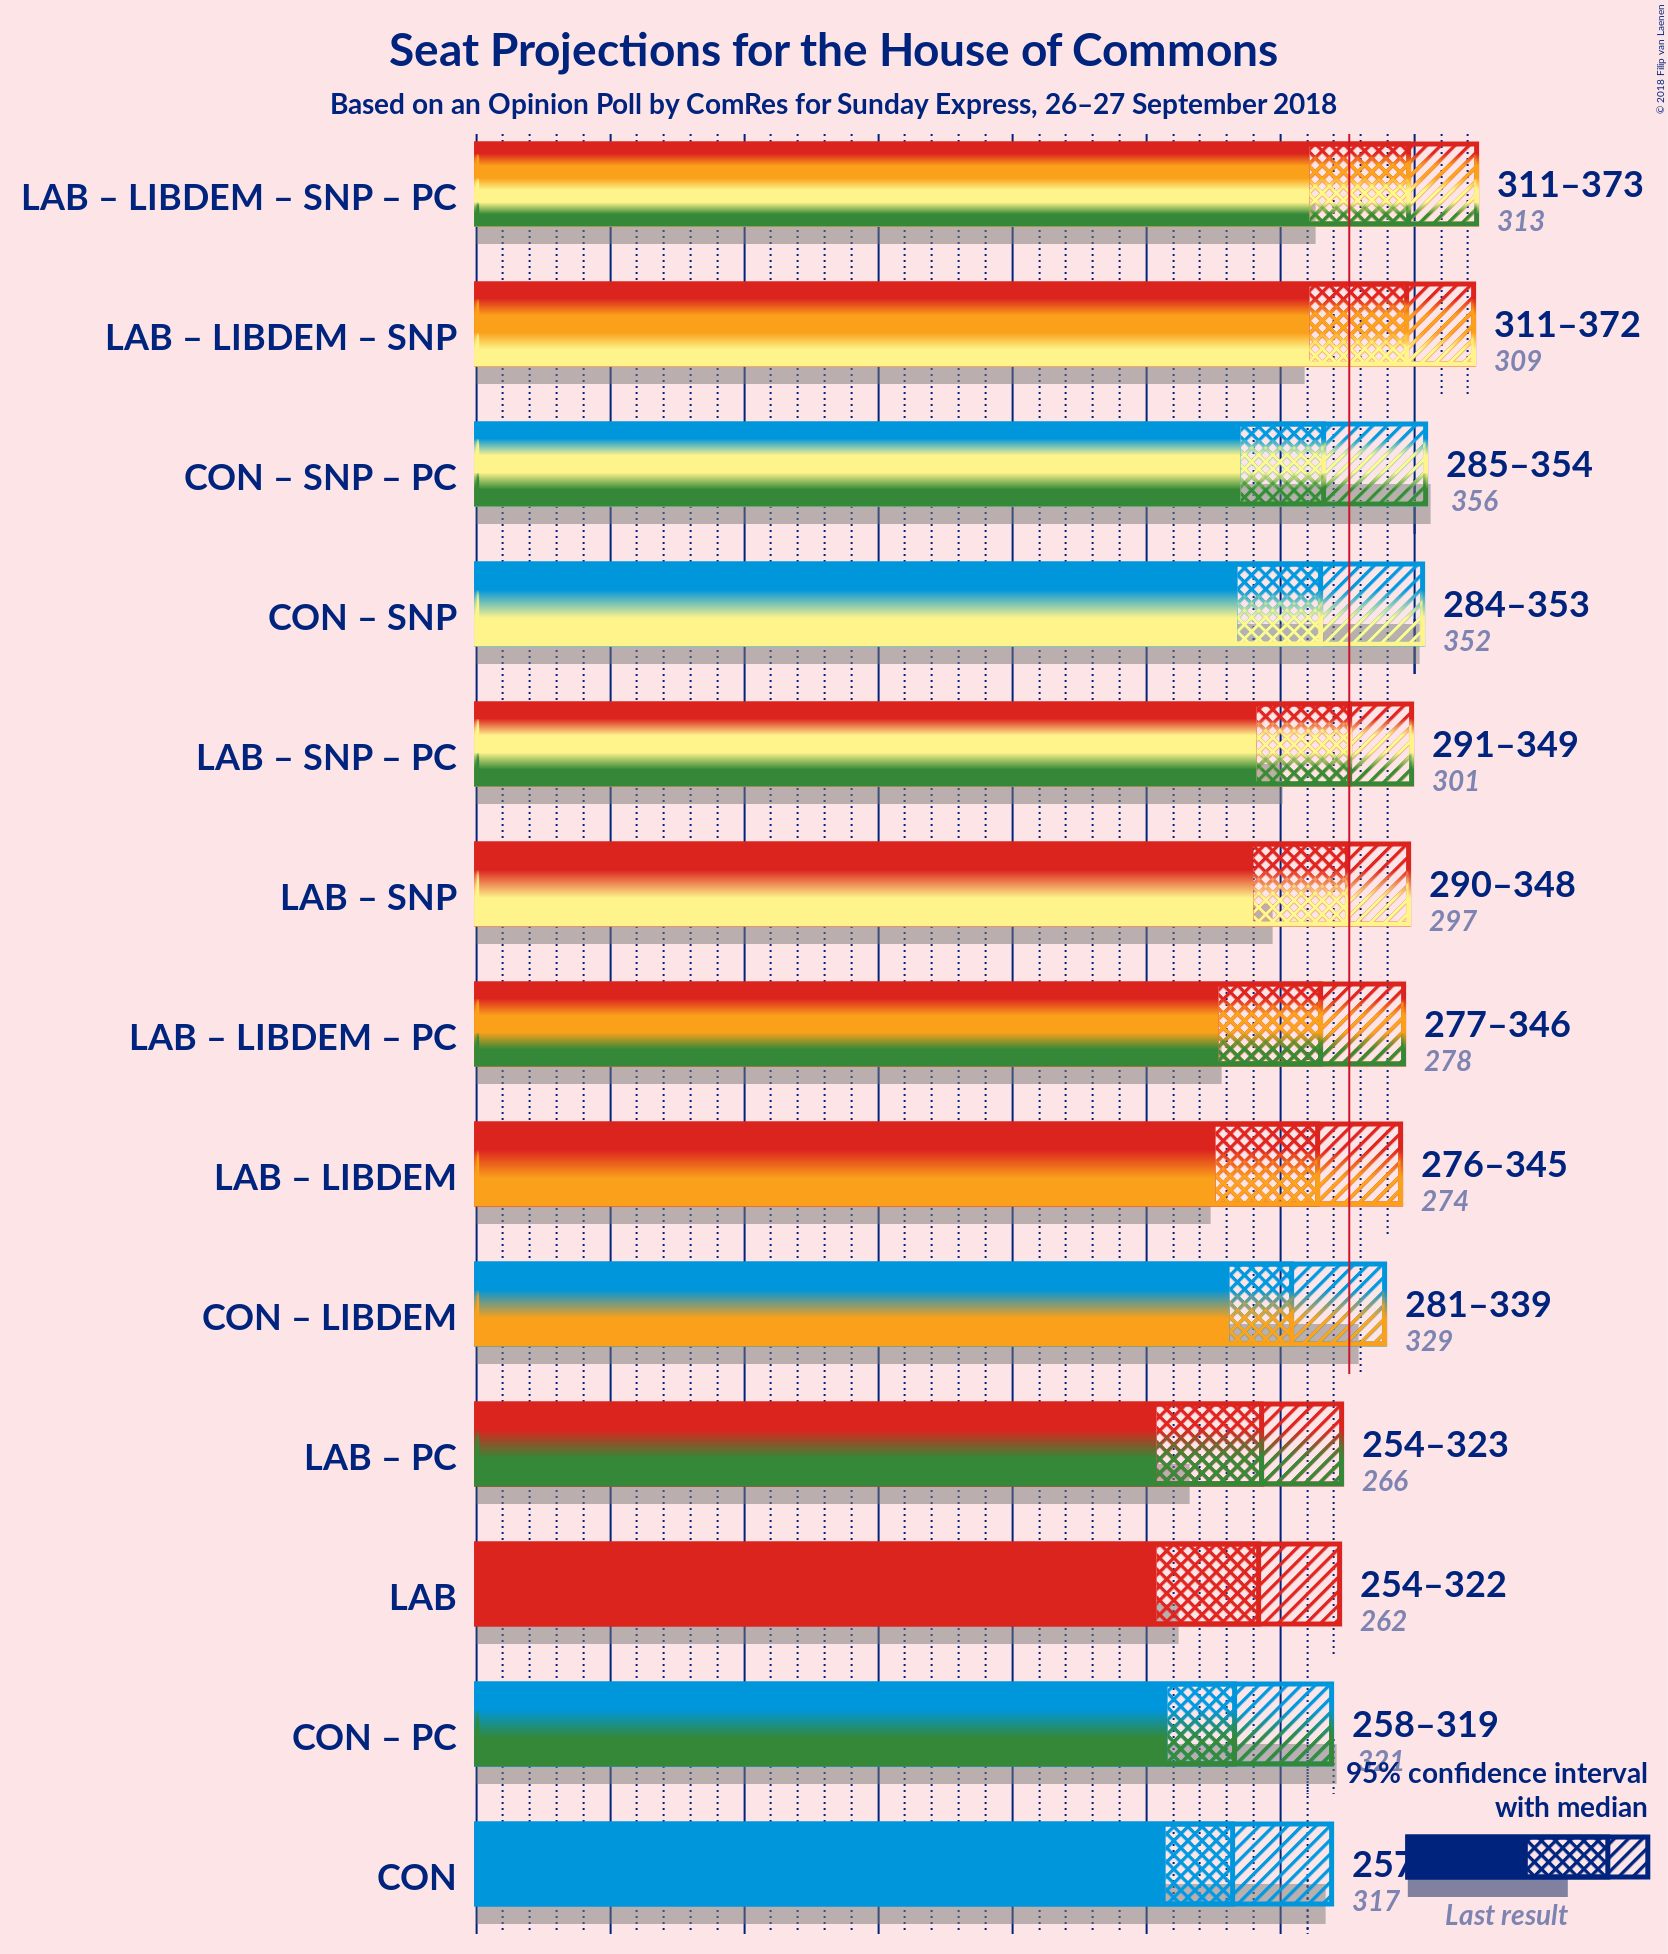 Seat Projections for the House of Commons
Based on an Opinion Poll by ComRes for Sunday Express, 26–27 September 2018
© 2018 Filip van Laenen
LAB – LIBDEM – SNP – PC
311–373
313
LAB – LIBDEM – SNP
311–372
309
CON – SNP – PC
285–354
356
CON – SNP
284–353
352
LAB – SNP – PC
291–349
301
LAB – SNP
290–348
297
LAB – LIBDEM – PC
277–346
278
LAB – LIBDEM
276–345
274
CON – LIBDEM
281–339
329
LAB – PC
254–323
266
LAB
254–322
262
CON – PC
258–319
321
95% confidence interval
with median
CON
257
317
Last result